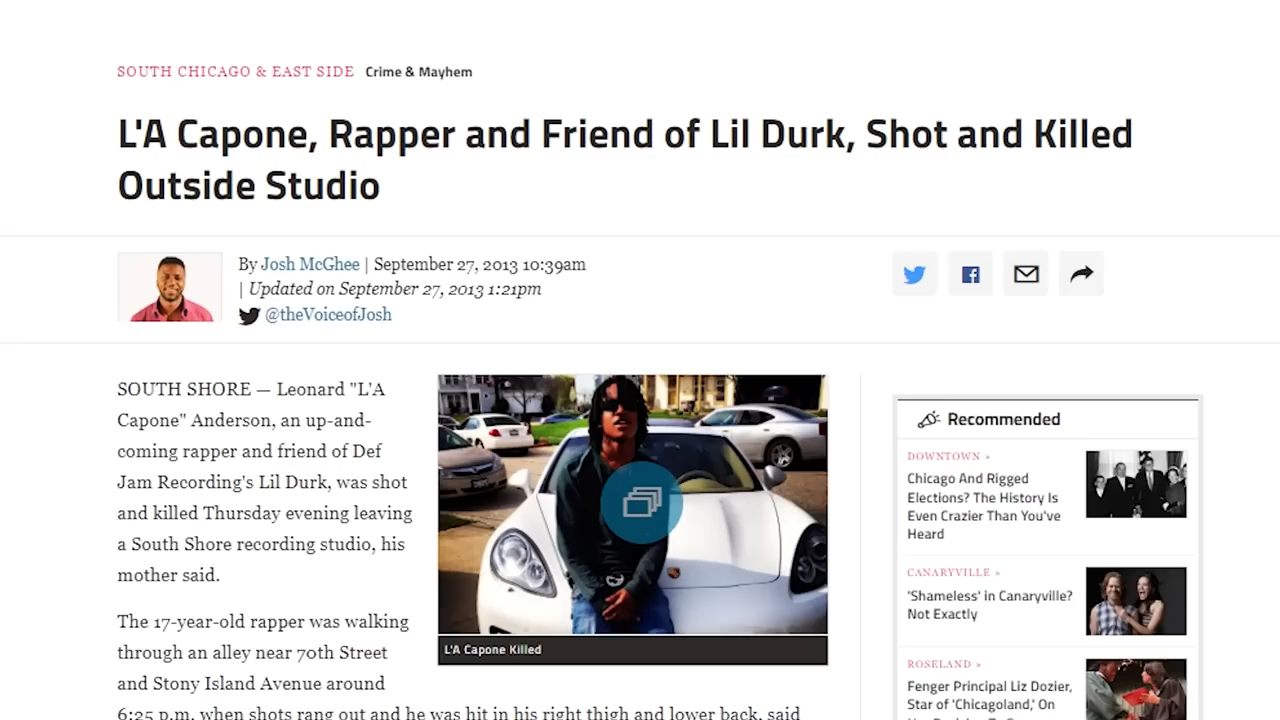 SOUTH CHICAGO & EAST SIDE Crime & Mayhem
L'A Capone, Rapper and Friend of Lil Durk, Shot and Killed
Outside Studio
By Josh McGhee | September 27, 2013 10:39am
| Updated on September 27, 2013 1:21pm
@theVoiceofJosh
SOUTH SHORE — Leonard "L'A
Capone" Anderson, an up-and-
coming rapper and friend of Def
Jam Recording's Lil Durk, was shot
and killed Thursday evening leaving
a South Shore recording studio, his
mother said.
The 17-year-old rapper was walking
through an alley near 70th Street
and Stony Island Avenue around
6:25 p.m. when shots rang out and he was hit in his right thigh and lower back, said
L'A Capone Killed
Recommended
DOWNTOWN »
Chicago And Rigged
Elections? The History Is
Even Crazier Than You've
Heard
CANARYVILLE »
'Shameless' in Canaryville?
Not Exactly
ROSELAND »
Fenger Principal Liz Dozier,
Star of 'Chicagoland,' On